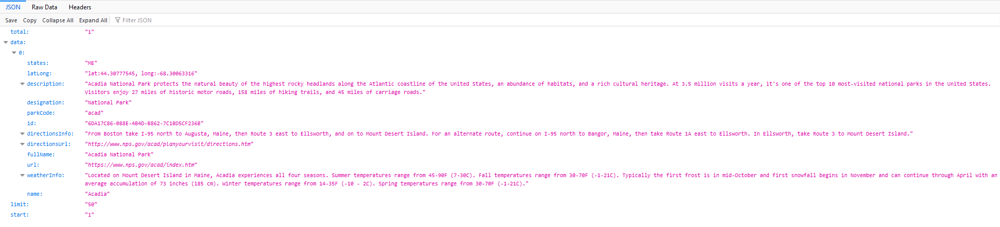 JSON Raw Data Headers
Save Copy Collapse All Expand All Filter JSON
total: "1"
data:
0:
states: "ME"
latLong: "lat:44.30777545, long:-68.30063316"
description: "Acadia National Park protects the natural beauty of the highest rocky headlands along the Atlantic coastline of the United States, an abundance of habitats, and a rich cultural heritage. At 3.5 million visits a year, it's one of the top 10 most-visited national parks in the United States.
Visitors enjoy 27 miles of historic motor roads, 158 miles of hiking trails, and 45 miles of carriage roads."
designation: "National Park"
parkCode: "acad"
id: "6DA17C86-088E-4B4D-B862-7C1BD5CF236B"
directionsInfo: "From Boston take I-95 north to Augusta, Maine, then Route 3 east to Ellsworth, and on to Mount Desert Island. For an alternate route, continue on I-95 north to Bangor, Maine, then take Route 1A east to Ellsworth. In Ellsworth, take Route 3 to Mount Desert Island."
directionsUrl: "http://www.nps.gov/acad/planyourvisit/directions.htm"
fullName: "Acadia National Park"
url: "https://www.nps.gov/acad/index.htm"
weatherInfo: "Located on Mount Desert Island in Maine, Acadia experiences all four seasons. Summer temperatures range from 45-90F (7-30C). Fall temperatures range from 30-70F (-1-21C). Typically the first frost is in mid-October and first snowfall begins in November and can continue through April with an
average accumulation of 73 inches (185 cm). Winter temperatures range from 14-35F (-10 - 2C). Spring temperatures range from 30-70F (-1-21C)."
name: "Acadia"
limit: "50"
start: "1"